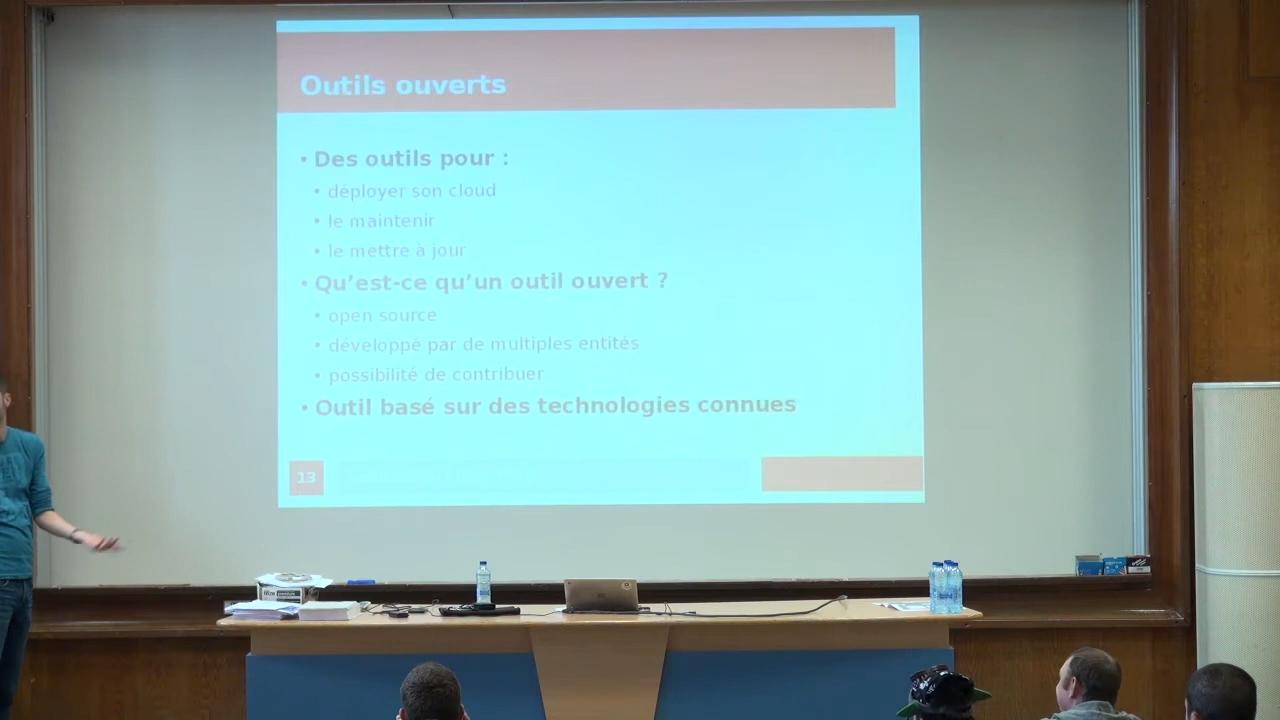 Outils ouverts
• Des outils pour :
• déployer son cloud
• le maintenir
• le mettre à jour
• Qu’est-ce qu’un outil ouvert ?
• open source
• développé par de multiples entités
• possibilité de contribuer
• Outil basé sur des technologies connues
13